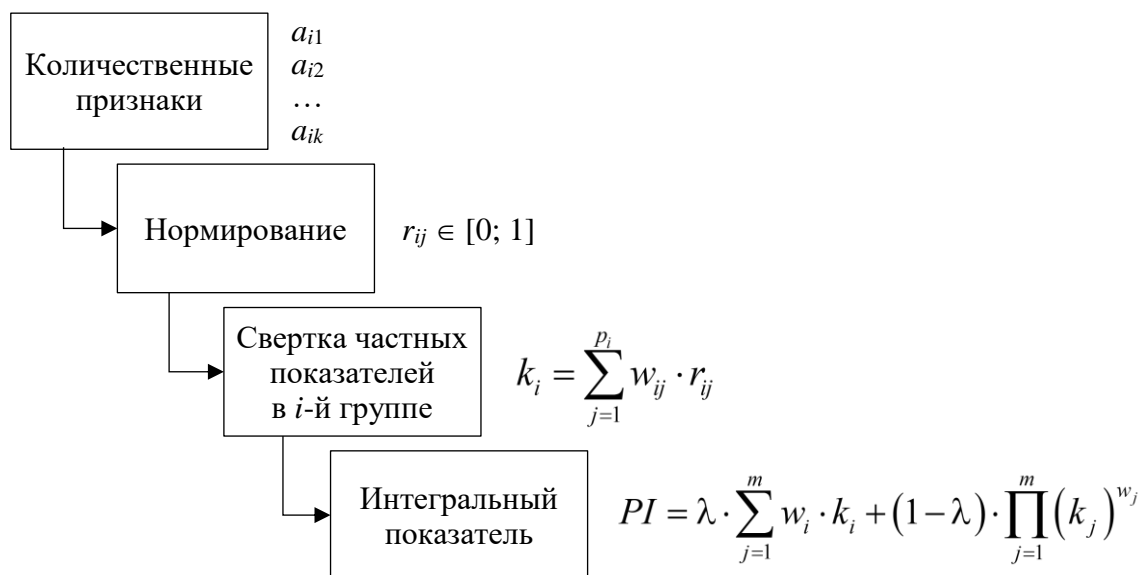 Количественные
признаки
a_{i1}
a_{i2}
…
a_{ik}
Нормирование
r_{ij} ∈ [0; 1]
Свертка частных
показателей
в i-й группе
k_i = \sum_{j=1}^{p_i} w_{ij} \cdot r_{ij}
Интегральный
показатель
PI = λ \cdot \sum_{j=1}^{m} w_i \cdot k_i + (1 − λ) \cdot \prod_{j=1}^{m} (k_j)^{w_j}